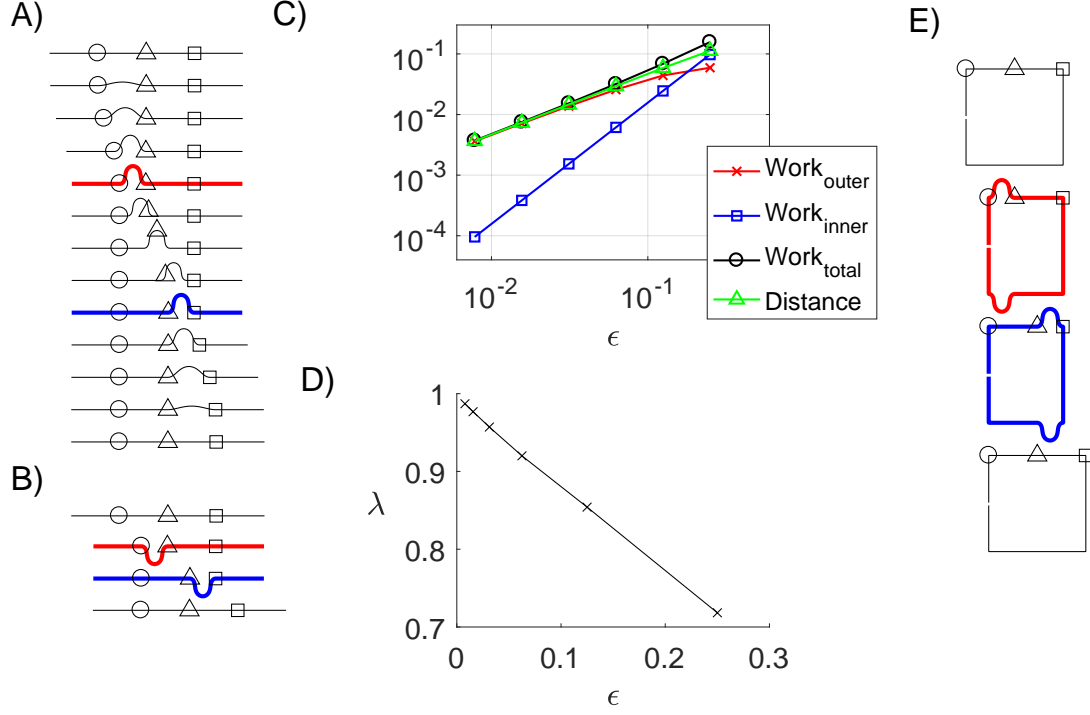 A)
B)
C)
10^-1
10^-2
10^-3
10^-4
10^-2
10^-1
ϵ
Work_outer
Work_inner
Work_total
Distance
D)
1
0.9
0.8
0.7
λ
0
0.1
0.2
0.3
ϵ
E)